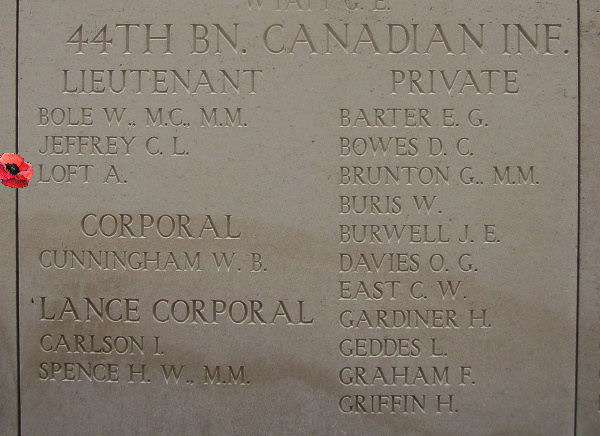 WYATT G. E.
44TH BN. CANADIAN INF.
LIEUTENANT
BOLE W., M.C., M.M.
JEFFREY C. L.
LOFT A.
CORPORAL
CUNNINGHAM W. B.
LANCE CORPORAL
CARLSON I.
SPENCE H. W., M.M.
PRIVATE
BARTER E. G.
BOWES D. C.
BRUNTON G., M.M.
BURIS W.
BURWELL J. E.
DAVIES O. G.
EAST C. W.
GARDINER H.
GEDDES L.
GRAHAM F.
GRIFFIN H.